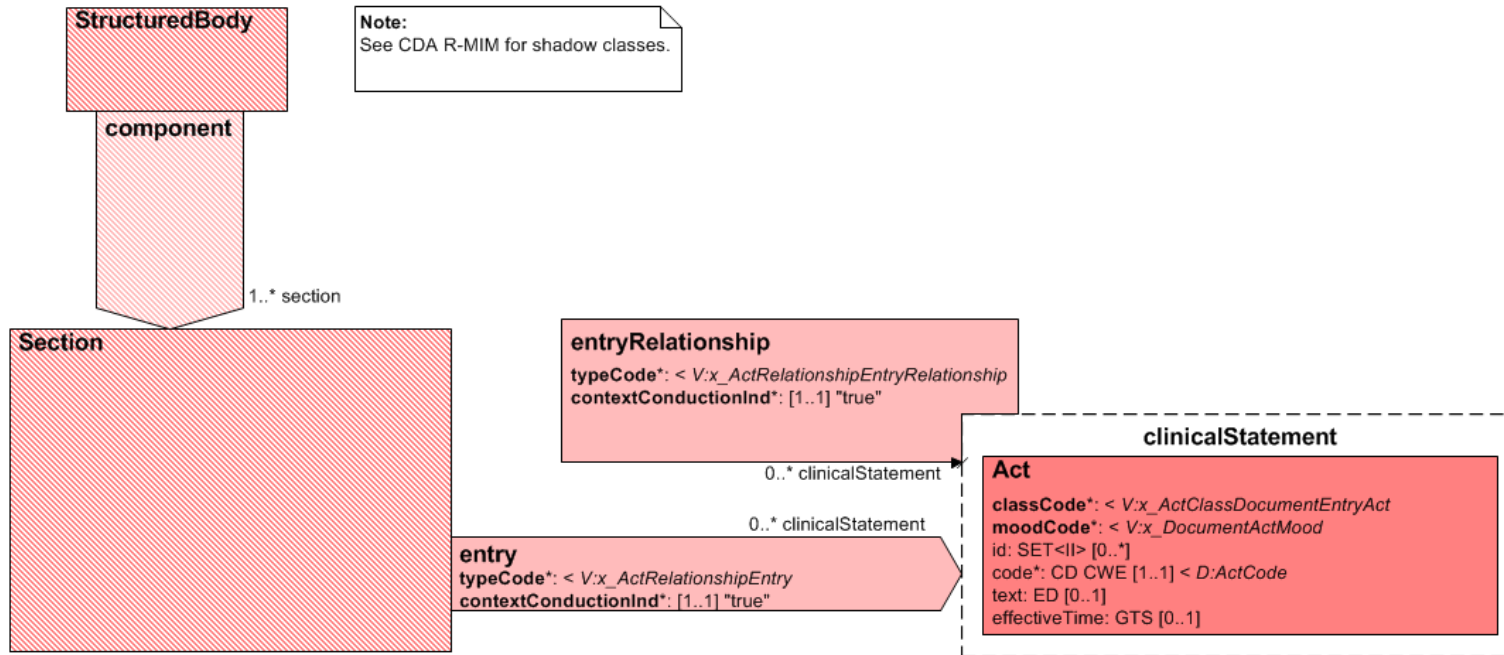 StructuredBody
Note:
See CDA R-MIM for shadow classes.
component
1..* section
Section
entryRelationship
typeCode*: < V:x_ActRelationshipEntryRelationship
contextConductionInd*: [1..1] "true"
0..* clinicalStatement
clinicalStatement
Act
classCode*: < V:x_ActClassDocumentEntryAct
moodCode*: < V:x_DocumentActMood
id: SET<II> [0..*]
code*: CD CWE [1..1] < D:ActCode
text: ED [0..1]
effectiveTime: GTS [0..1]
0..* clinicalStatement
entry
typeCode*: < V:x_ActRelationshipEntry
contextConductionInd*: [1..1] "true"